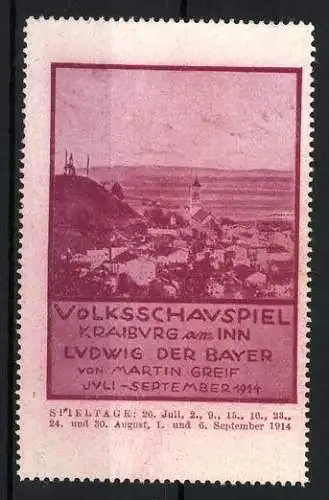 VOLKSSCHAVSPIEL
KRAIBVRG am INN
LVDWIG DER BAYER
VON MARTIN GREIF
JVLI-SEPTEMBER 1914
SPIELTAGE: 26. Juli, 2., 9., 15., 16., 23.,
24. und 30. August, 1. und 6. September 1914